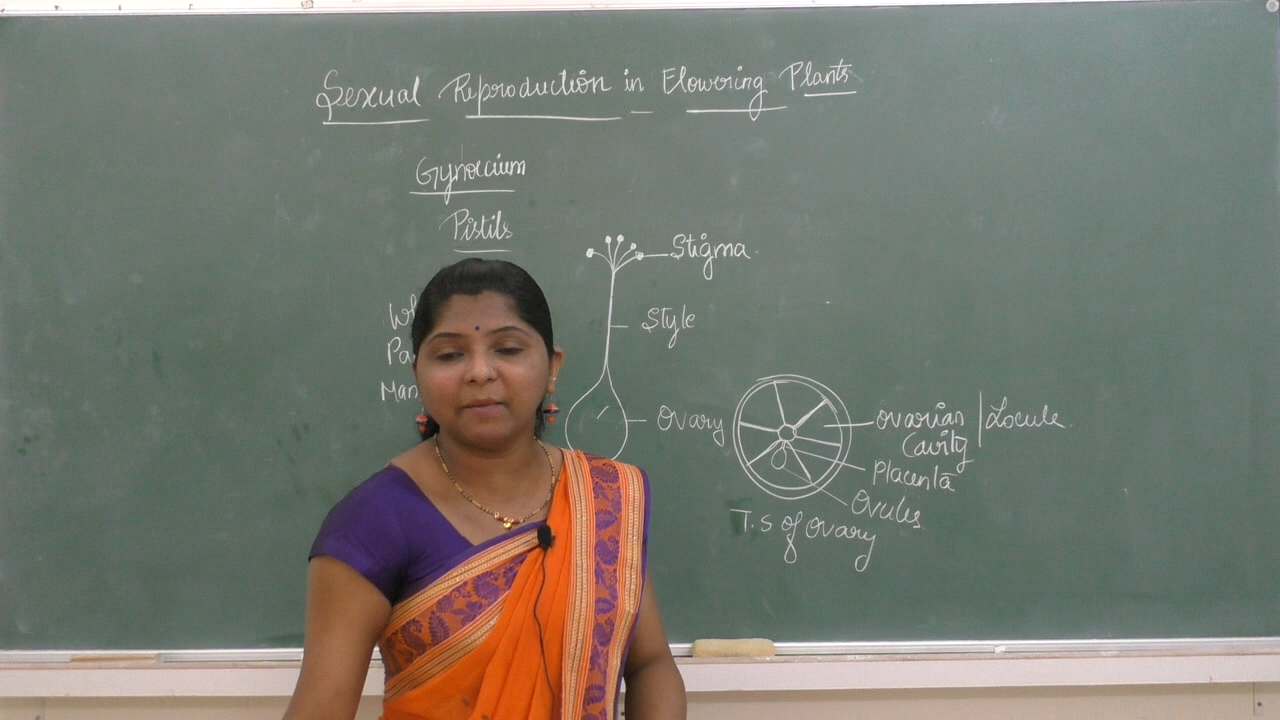 Sexual Reproduction in Flowering Plants
Gynoecium
Pistils
Stigma
Style
Ovary
ovarian | Locule
Cavity
Placenta
Ovules
T.S of Ovary